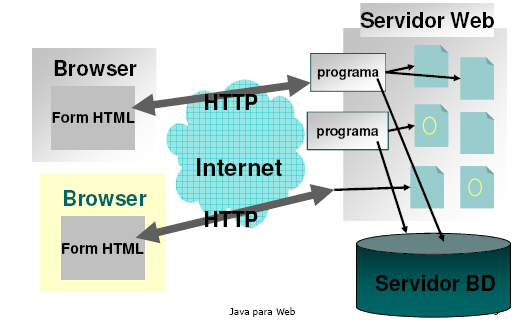 Servidor Web
Browser
Form HTML
HTTP
programa
programa
Internet
Browser
Form HTML
HTTP
Servidor BD
Java para Web